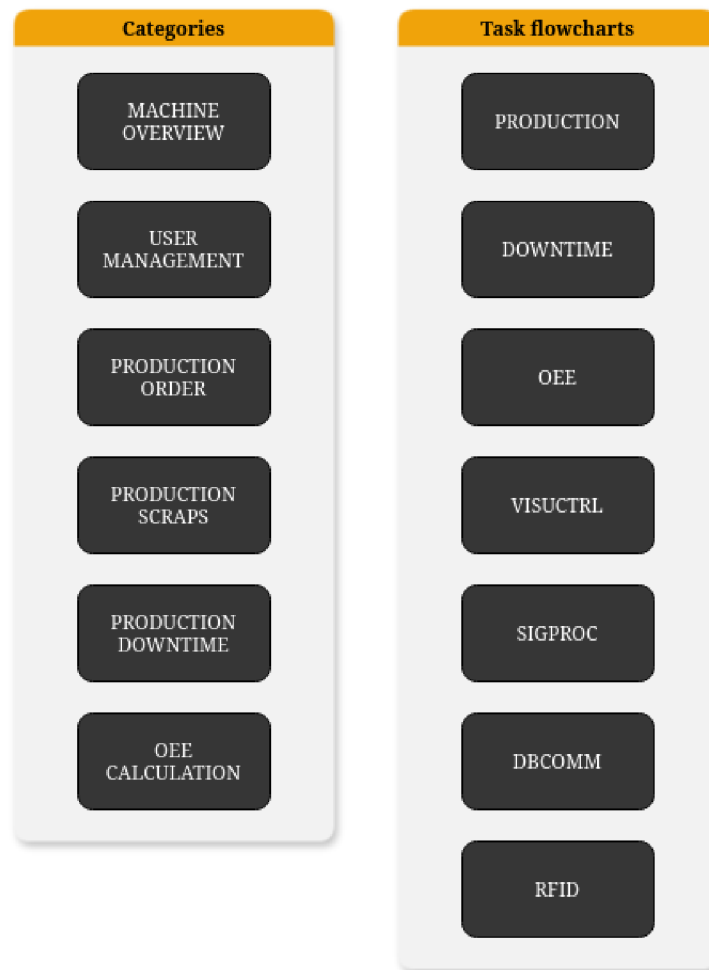 Categories
MACHINE
OVERVIEW
USER
MANAGEMENT
PRODUCTION
ORDER
PRODUCTION
SCRAPS
PRODUCTION
DOWNTIME
OEE
CALCULATION
Task flowcharts
PRODUCTION
DOWNTIME
OEE
VISUCTRL
SIGPROC
DBCOMM
RFID